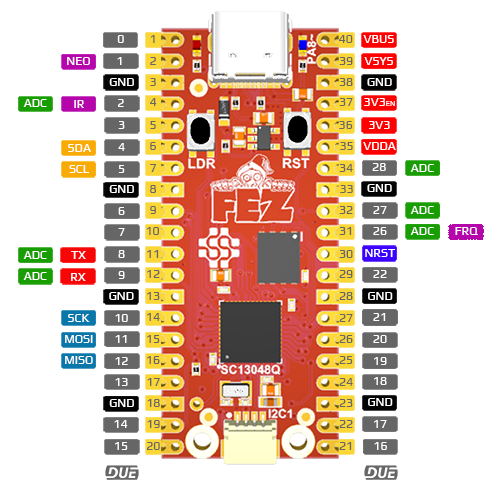 0 1 40 VBUS
NEO 1 2 PA8~ 39 VSYS
GND 3 38 GND
ADC IR 2 4 37 3V3EN
3 5 36 3V3
SDA 4 6 LDR RST 35 VDDA
SCL 5 7 34 28 ADC
GND 8 33 GND
6 9 FEZ 32 27 ADC
7 10 31 26 ADC FRQ
ADC TX 8 11 30 NRST
ADC RX 9 12 29 22
GND 13 28 GND
SCK 10 14 27 21
MOSI 11 15 26 20
MISO 12 16 SC13048Q 25 19
13 17 24 18
GND 18 I2C1 23 GND
14 19 22 17
15 20 21 16
DUE DUE